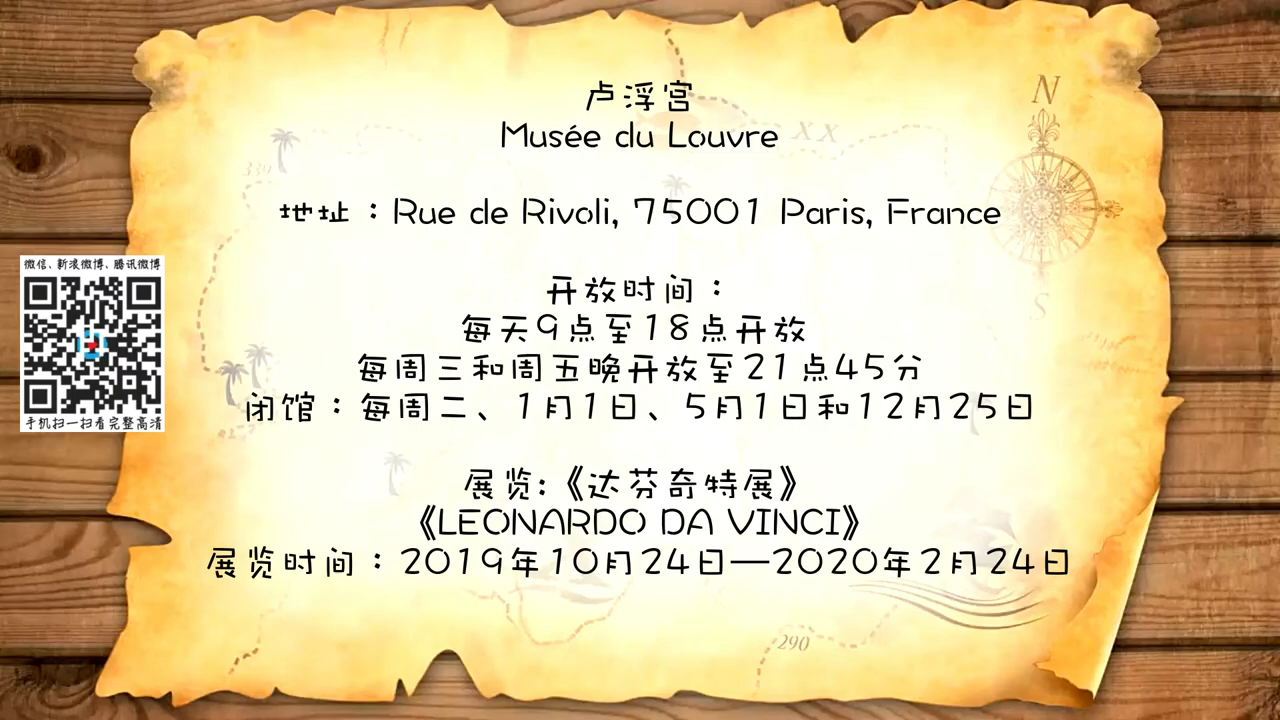 卢浮宫
Musée du Louvre
地址：Rue de Rivoli, 75001 Paris, France
开放时间：
每天9点至18点开放
每周三和周五晚开放至21点45分
闭馆：每周二、1月1日、5月1日和12月25日
展览:《达芬奇特展》
《LEONARDO DA VINCI》
展览时间：2019年10月24日—2020年2月24日
微信、新浪微博、腾讯微博
手机扫一扫看完整高清
N
S
XX
330
290